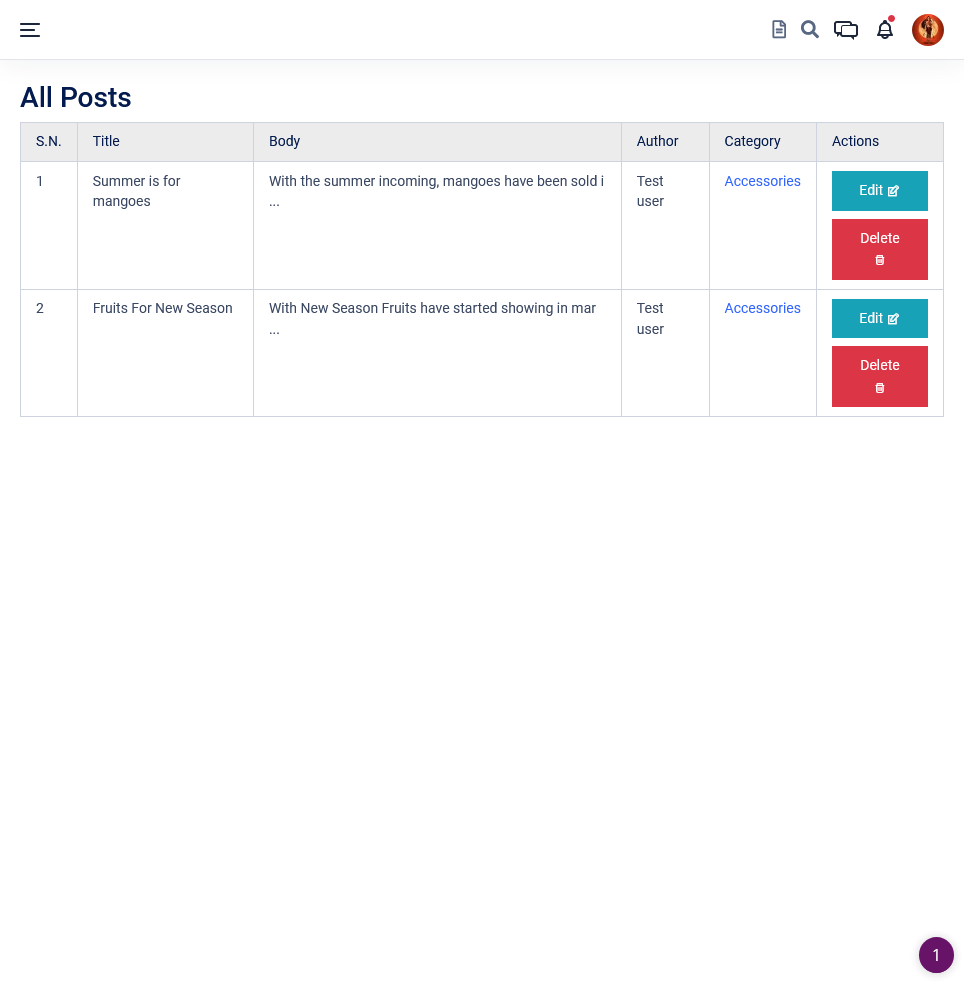 All Posts
S.N. Title Body Author Category Actions
1 Summer is for With the summer incoming, mangoes have been sold i Test Accessories Edit
mangoes ... user
Delete
2 Fruits For New Season With New Season Fruits have started showing in mar Test Accessories Edit
... user
Delete
1